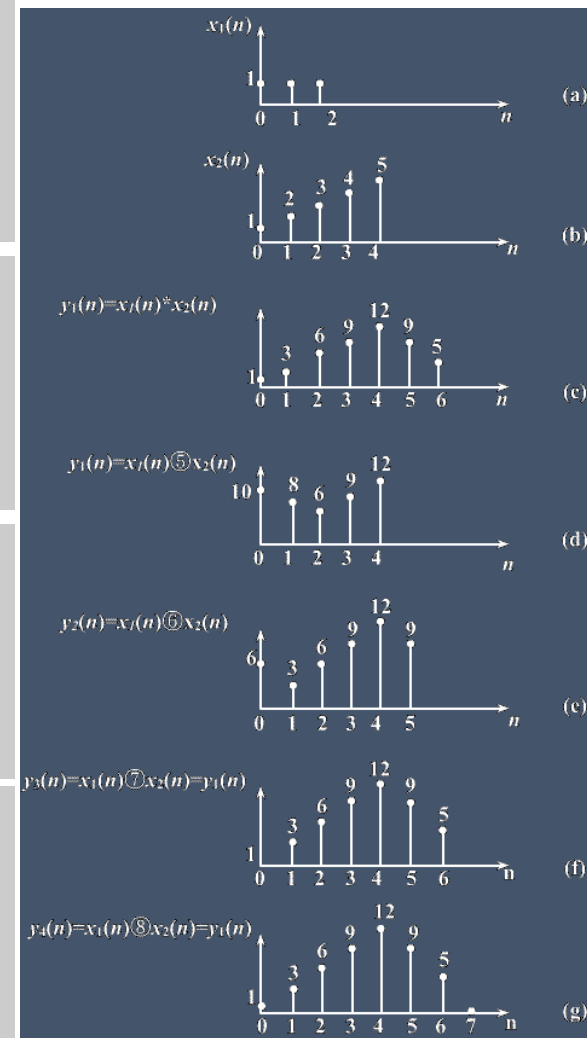 x₁(n)
1
(a)
0 1 2 n
x₂(n)
5
4
3
2
1
(b)
0 1 2 3 4 n
y₁(n)=x₁(n)*x₂(n)
12
9 9
6
5
3
1
(c)
0 1 2 3 4 5 6 n
y₁(n)=x₁(n)⑤x₂(n)
12
10 8 6 9
(d)
0 1 2 3 4 n
y₂(n)=x₁(n)⑥x₂(n)
12
9 9
6 3 6
(e)
0 1 2 3 4 5 n
y₃(n)=x₁(n)⑦x₂(n)=y₁(n)
12
9 9
6
5
3
1
(f)
0 1 2 3 4 5 6 n
y₄(n)=x₁(n)⑧x₂(n)=y₁(n)
12
9 9
6
5
3
1
(g)
0 1 2 3 4 5 6 7 n